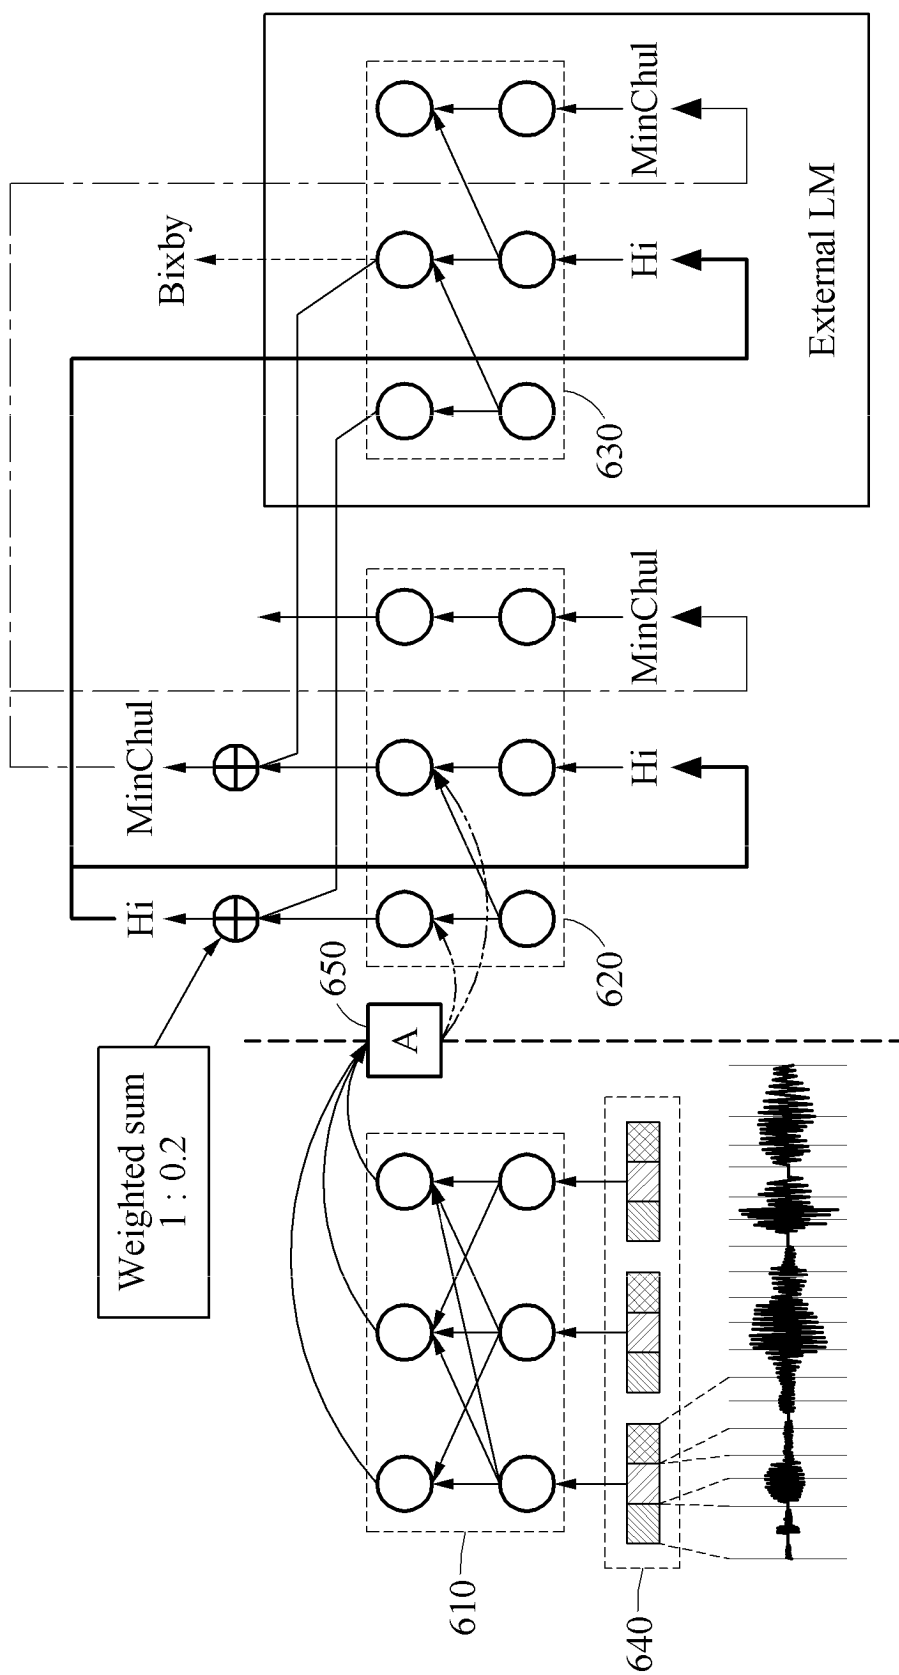 Weighted sum
1 : 0.2
Hi
MinChul
Bixby
650
A
610
620
630
640
Hi
MinChul
Hi
MinChul
External LM